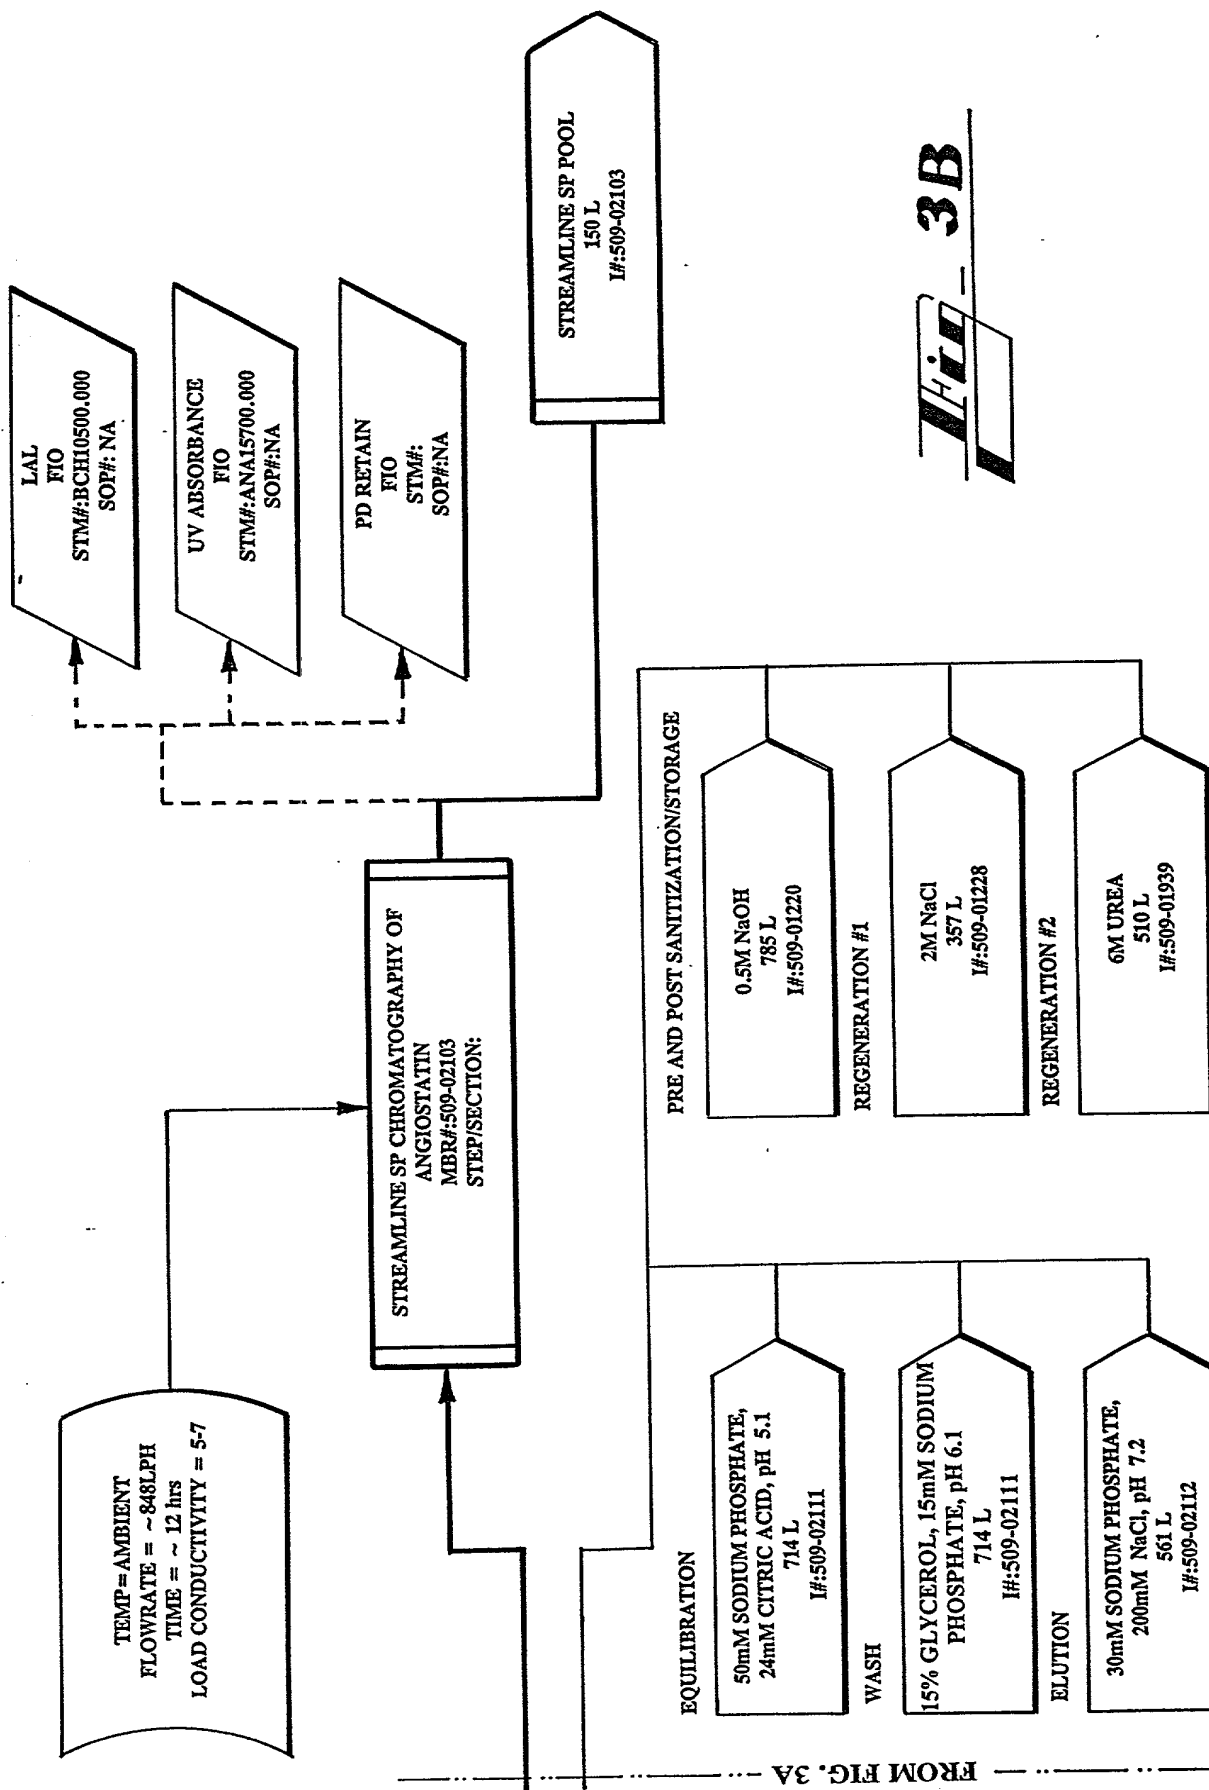 LAL
FIO
STM#:BCH10500.000
SOP#: NA
UV ABSORBANCE
FIO
STM#:ANA15700.000
SOP#:NA
PD RETAIN
FIO
STM#:
SOP#:NA
TEMP=AMBIENT
FLOWRATE = ~848LPH
TIME = ~ 12 hrs
LOAD CONDUCTIVITY = 5-7
STREAMLINE SP CHROMATOGRAPHY OF
ANGIOSTATIN
MBR#:509-02103
STEP/SECTION:
STREAMLINE SP POOL
150 L
I#:509-02103
EQUILIBRATION
50mM SODIUM PHOSPHATE,
24mM CITRIC ACID, pH 5.1
714 L
I#:509-02111
WASH
15% GLYCEROL, 15mM SODIUM
PHOSPHATE, pH 6.1
714 L
I#:509-02111
ELUTION
30mM SODIUM PHOSPHATE,
200mM NaCl, pH 7.2
561 L
I#:509-02112
PRE AND POST SANITIZATION/STORAGE
0.5M NaOH
785 L
I#:509-01220
REGENERATION #1
2M NaCl
357 L
I#:509-01228
REGENERATION #2
6M UREA
510 L
I#:509-01939
FROM FIG. 3A
Fig_ 3B